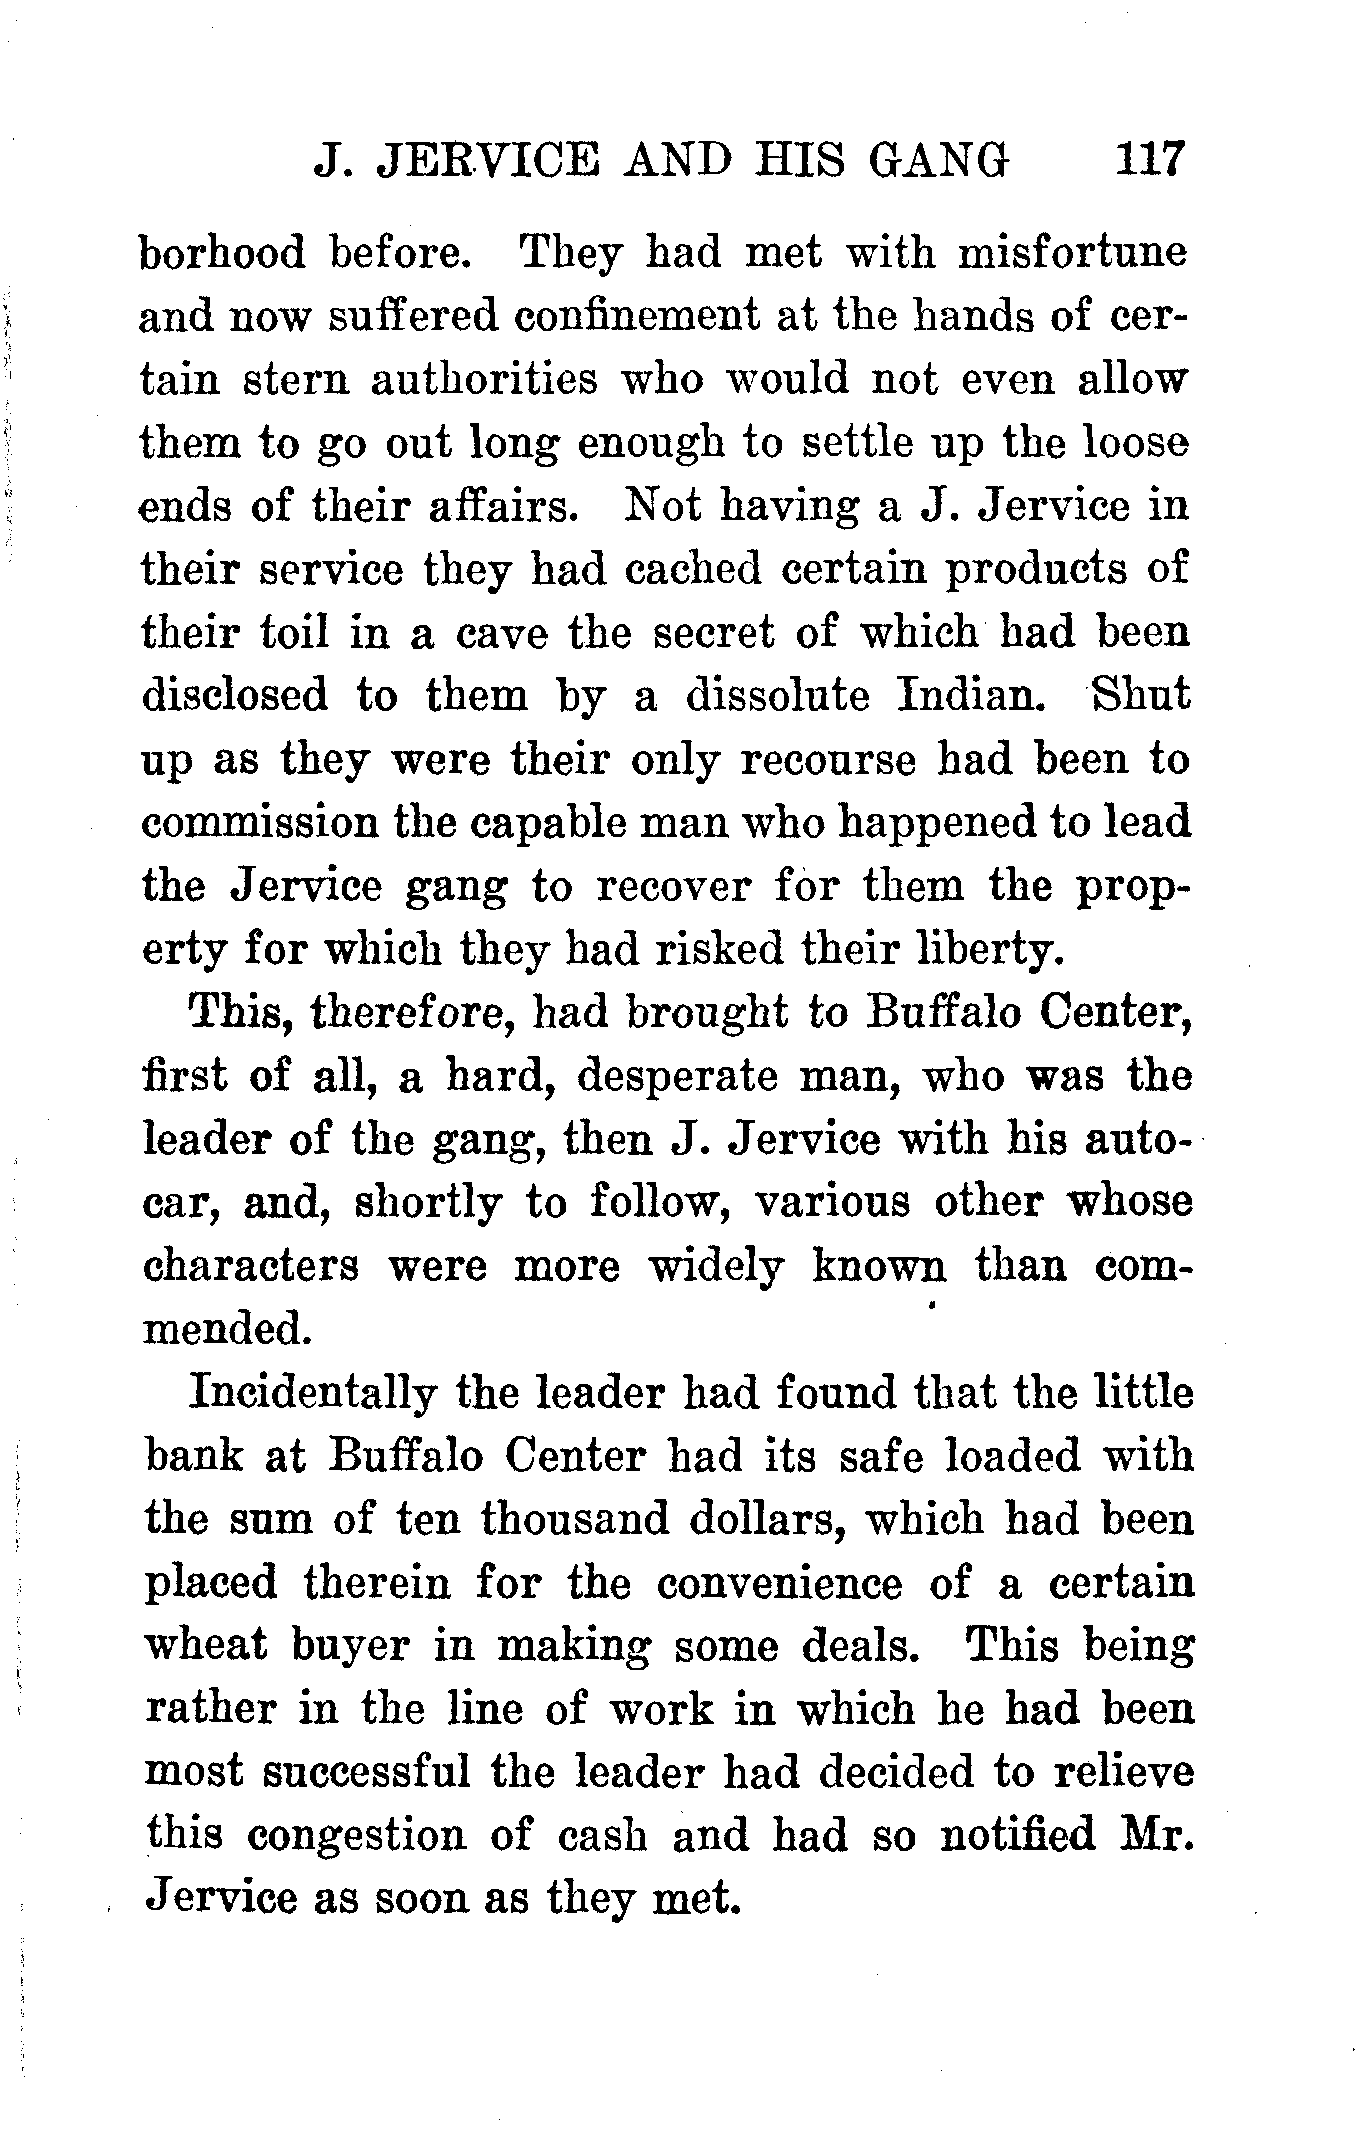 J. JERVICE AND HIS GANG 117
borhood before. They had met with misfortune
and now suffered confinement at the hands of cer-
tain stern authorities who would not even allow
them to go out long enough to settle up the loose
ends of their affairs. Not having a J. Jervice in
their service they had cached certain products of
their toil in a cave the secret of which had been
disclosed to them by a dissolute Indian. Shut
up as they were their only recourse had been to
commission the capable man who happened to lead
the Jervice gang to recover for them the prop-
erty for which they had risked their liberty.
This, therefore, had brought to Buffalo Center,
first of all, a hard, desperate man, who was the
leader of the gang, then J. Jervice with his auto-
car, and, shortly to follow, various other whose
characters were more widely known than com-
mended.
Incidentally the leader had found that the little
bank at Buffalo Center had its safe loaded with
the sum of ten thousand dollars, which had been
placed therein for the convenience of a certain
wheat buyer in making some deals. This being
rather in the line of work in which he had been
most successful the leader had decided to relieve
this congestion of cash and had so notified Mr.
Jervice as soon as they met.